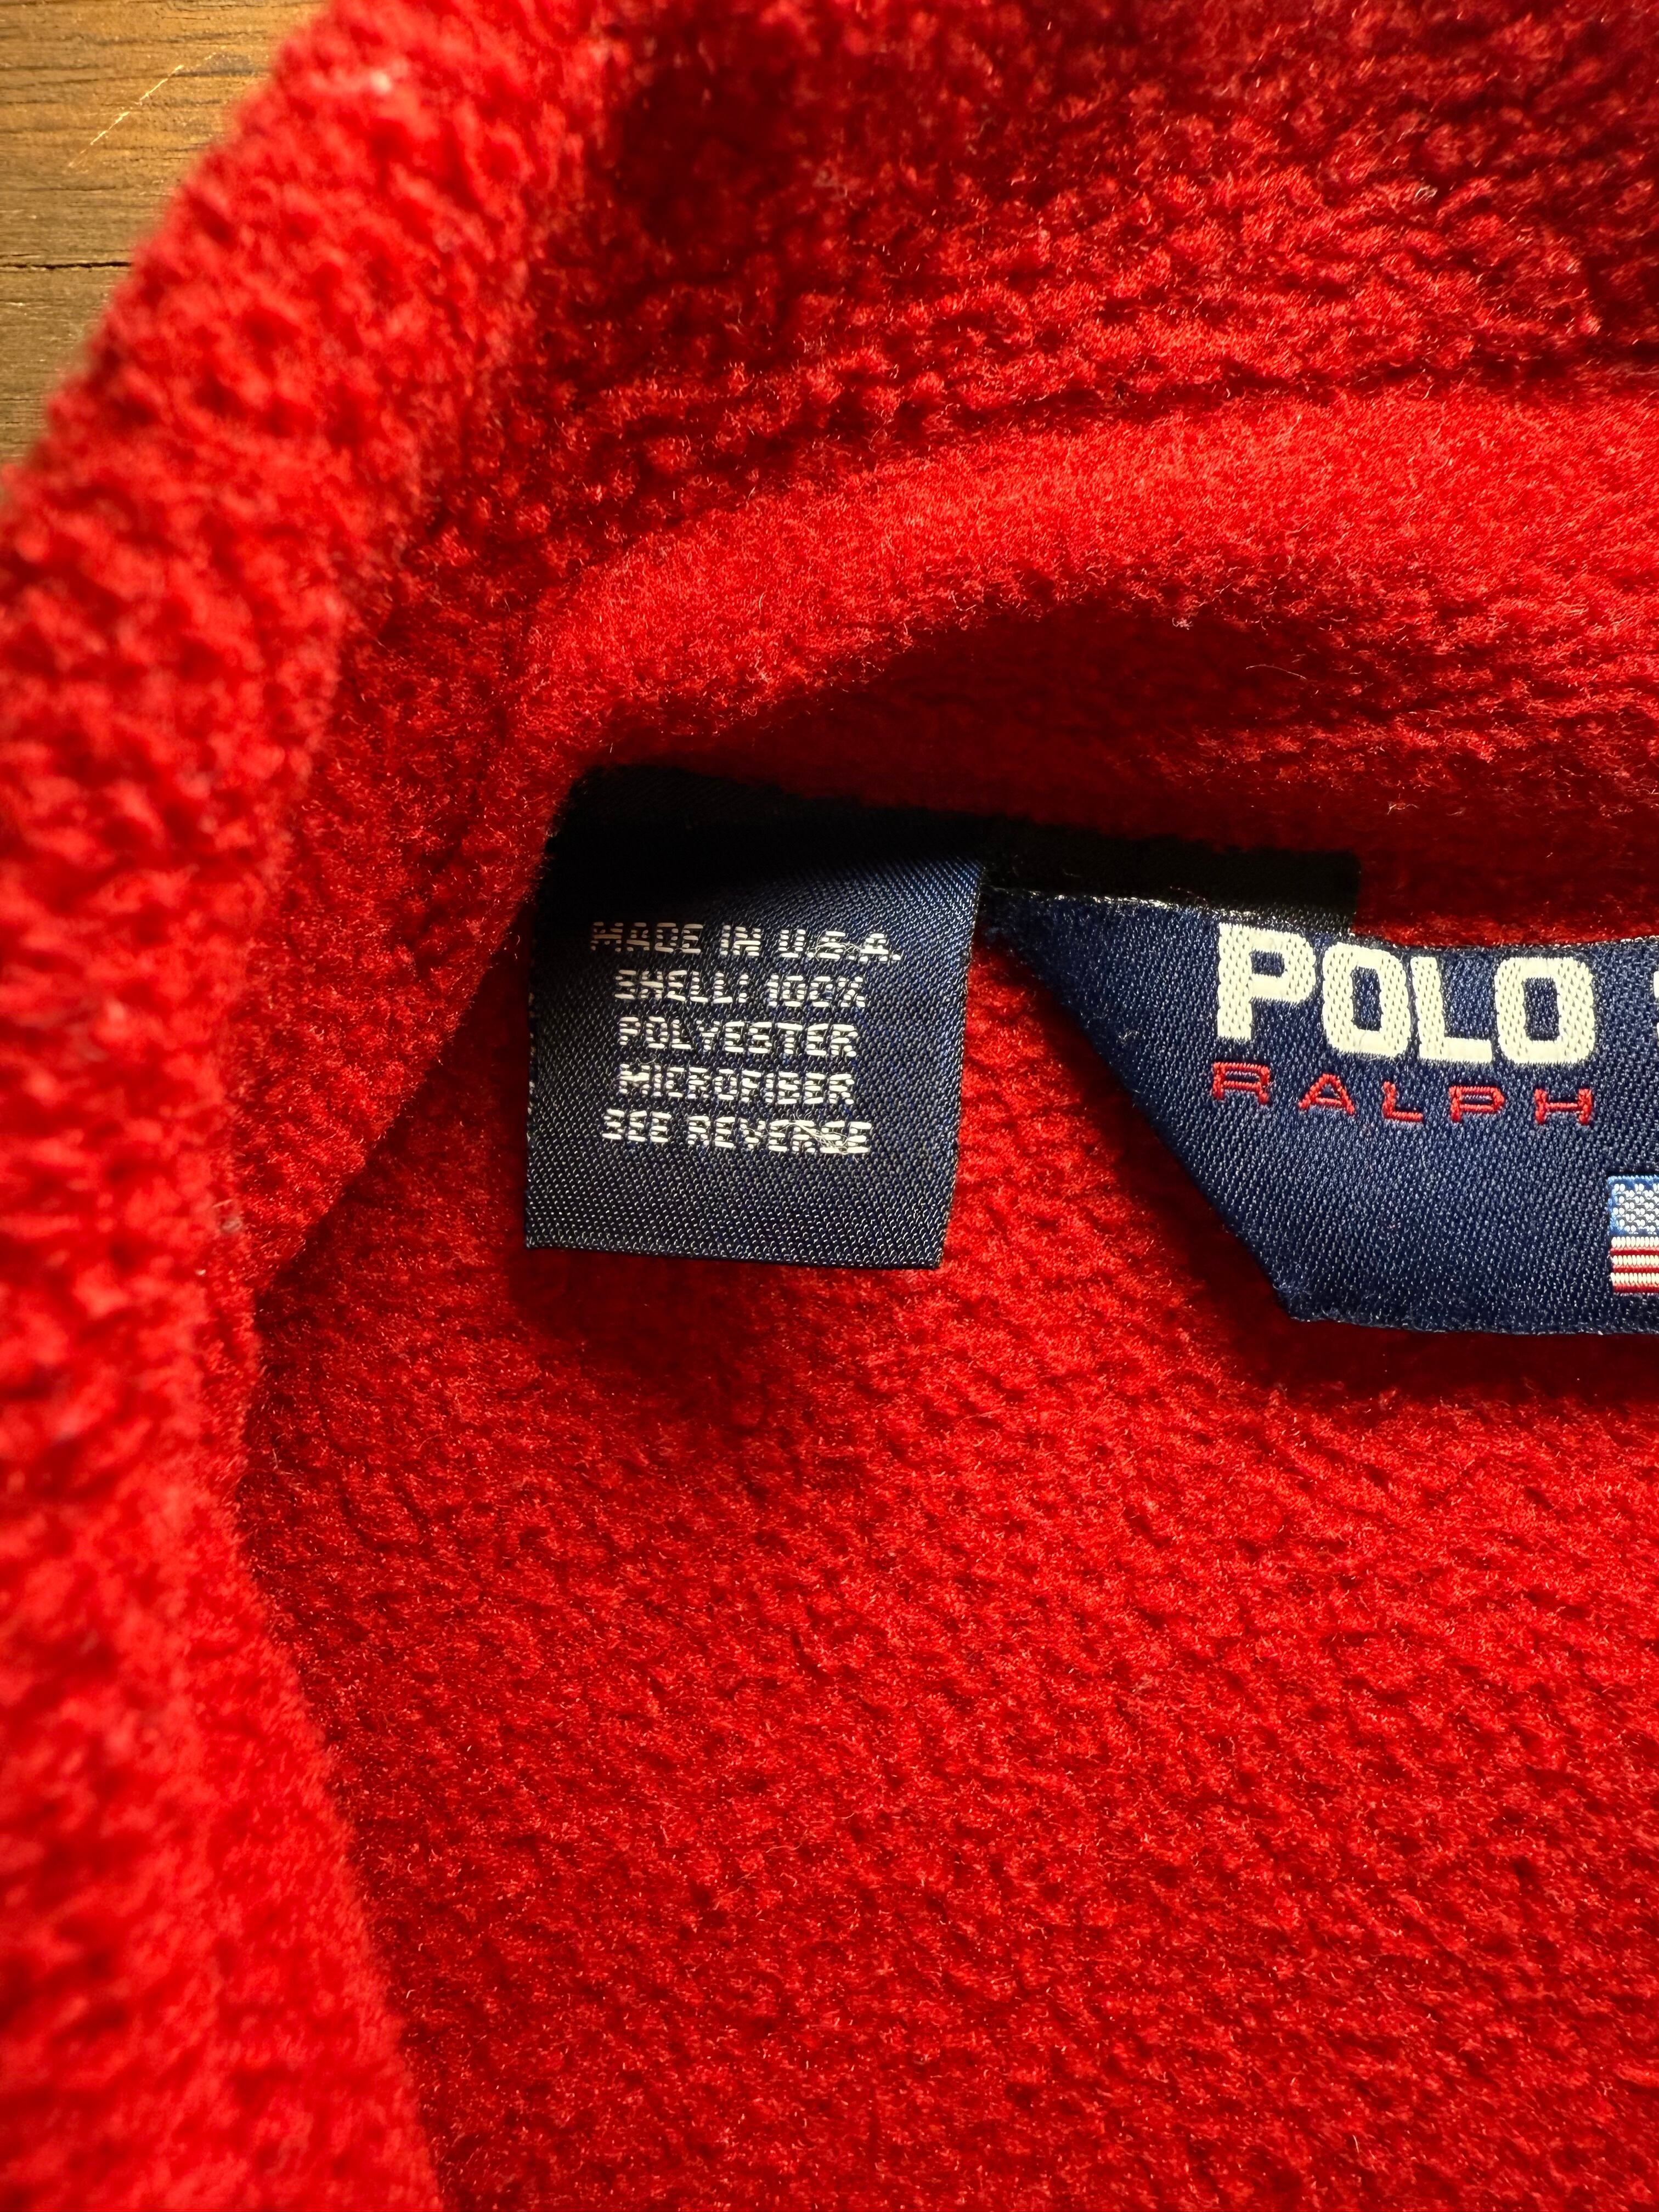 MADE IN U.S.A.
SHELL: 100%
POLYESTER
MICROFIBER
SEE REVERSE
POLO
RALPH